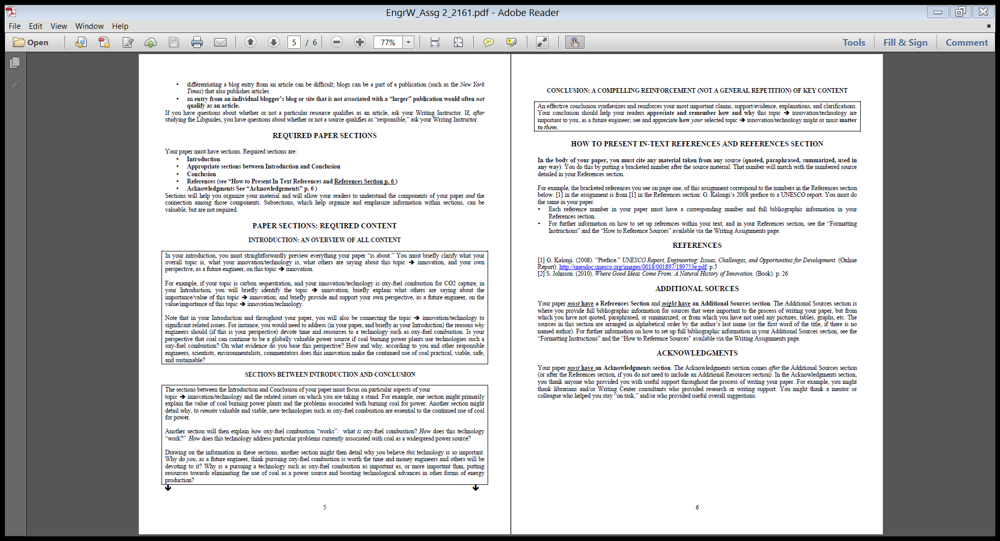 EngrW_Assg 2_2161.pdf - Adobe Reader
File Edit View Window Help
Open 5 / 6 77% Tools Fill & Sign Comment
• differentiating a blog entry from an article can be difficult; blogs can be a part of a publication (such as the New York
Times) that also publishes articles
• an entry from an individual blogger's blog or site that is not associated with a “larger” publication would often not
qualify as an article.
If you have questions about whether or not a particular resource qualifies as an article, ask your Writing Instructor. If, after
studying the Libguides, you have questions about whether or not a source qualifies as “responsible,” ask your Writing Instructor.
REQUIRED PAPER SECTIONS
Your paper must have sections. Required sections are:
• Introduction
• Appropriate sections between Introduction and Conclusion
• Conclusion
• References (see “How to Present In Text References and References Section p. 6 )
• Acknowledgments See “Acknowledgements” p. 6 )
Sections will help you organize your material and will allow your readers to understand the components of your paper and the
connection among those components. Subsections, which help organize and emphasize information within sections, can be
valuable, but are not required.
PAPER SECTIONS: REQUIRED CONTENT
INTRODUCTION: AN OVERVIEW OF ALL CONTENT
In your introduction, you must straightforwardly preview everything your paper “is about.” You must briefly clarify what your
overall topic is, what your innovation/technology is, what others are saying about this topic → innovation, and your own
perspective, as a future engineer, on this topic → innovation.
For example, if your topic is carbon sequestration, and your innovation/technology is oxy-fuel combustion for CO2 capture, in
your Introduction, you will briefly identify the topic → innovation; briefly explain what others are saying about the
importance/value of this topic → innovation; and briefly provide and support your own perspective, as a future engineer, on the
value/importance of this topic → innovation/technology.
Note that in your Introduction and throughout your paper, you will also be connecting the topic → innovation/technology to
significant related issues. For instance, you would need to address (in your paper, and briefly in your Introduction) the reasons why
engineers should (if this is your perspective) devote time and resources to a technology such as oxy-fuel combustion. Is your
perspective that coal can continue to be a globally valuable power source if coal burning power plants use technologies such a
oxy-fuel combustion? On what evidence do you base this perspective? How and why, according to you and other responsible
engineers, scientists, environmentalists, commentators does this innovation make the continued use of coal practical, viable, safe,
and sustainable?
SECTIONS BETWEEN INTRODUCTION AND CONCLUSION
The sections between the Introduction and Conclusion of your paper must focus on particular aspects of your
topic → innovation/technology and the related issues on which you are taking a stand. For example, one section might primarily
explain the value of coal burning power plants and the problems associated with burning coal for power. Another section might
detail why, to remain valuable and viable, new technologies such as oxy-fuel combustion are essential to the continued use of coal
for power.
Another section will then explain how oxy-fuel combustion “works”: what is oxy-fuel combustion? How does this technology
“work?” How does this technology address particular problems currently associated with coal as a widespread power source?
Drawing on the information in these sections, another section might then detail why you believe this technology is so important.
Why do you, as a future engineer, think pursuing oxy-fuel combustion is worth the time and money engineers and others will be
devoting to it? Why is a pursuing a technology such as oxy-fuel combustion as important as, or more important than, putting
resources towards eliminating the use of coal as a power source and boosting technological advances in other forms of energy
production?
5
CONCLUSION: A COMPELLING REINFORCEMENT (NOT A GENERAL REPETITION) OF KEY CONTENT
An effective conclusion synthesizes and reinforces your most important claims, support/evidence, explanations, and clarifications.
Your conclusion should help your readers appreciate and remember how and why this topic → innovation/technology are
important to you, as a future engineer; see and appreciate how your selected topic → innovation/technology might or must matter
to them.
HOW TO PRESENT IN-TEXT REFERENCES AND REFERENCES SECTION
In the body of your paper, you must cite any material taken from any source (quoted, paraphrased, summarized, used in
any way). You do this by putting a bracketed number after the source material. That number will match with the numbered source
detailed in your References section.
For example, the bracketed references you see on page one, of this assignment correspond to the numbers in the References section
below. [1] in the assignment is from [1] in the References section: G. Kalongi's 2008 preface to a UNESCO report. You must do
the same in your paper.
• Each reference number in your paper must have a corresponding number and full bibliographic information in your
References section.
• For further information on how to set up references within your text, and in your References section, see the “Formatting
Instructions” and the “How to Reference Sources” available via the Writing Assignments page.
REFERENCES
[1] G. Kalonji. (2008). “Preface.” UNESCO Report, Engineering: Issues, Challenges, and Opportunities for Development. (Online
Report). http://unesdoc.unesco.org/images/0018/001897/189753e.pdf. p.5
[2] S. Johnson. (2010). Where Good Ideas Come From: A Natural History of Innovation. (Book). p. 26
ADDITIONAL SOURCES
Your paper must have a References Section and might have an Additional Sources section. The Additional Sources section is
where you provide full bibliographic information for sources that were important to the process of writing your paper, but from
which you have not quoted, paraphrased, or summarized; or from which you have not used any pictures, tables, graphs, etc. The
sources in this section are arranged in alphabetical order by the author's last name (or the first word of the title, if there is no
named author). For further information on how to set up full bibliographic information in your Additional Sources section, see the
“Formatting Instructions” and the “How to Reference Sources” available via the Writing Assignments page.
ACKNOWLEDGMENTS
Your paper must have an Acknowledgments section. The Acknowledgments section comes after the Additional Sources section
(or after the References section, if you do not need to include an Additional Resources section). In the Acknowledgments section,
you thank anyone who provided you with useful support throughout the process of writing your paper. For example, you might
thank librarians and/or Writing Center consultants who provided research or writing support. You might thank a mentor or
colleague who helped you stay “on task,” and/or who provided useful overall suggestions.
6